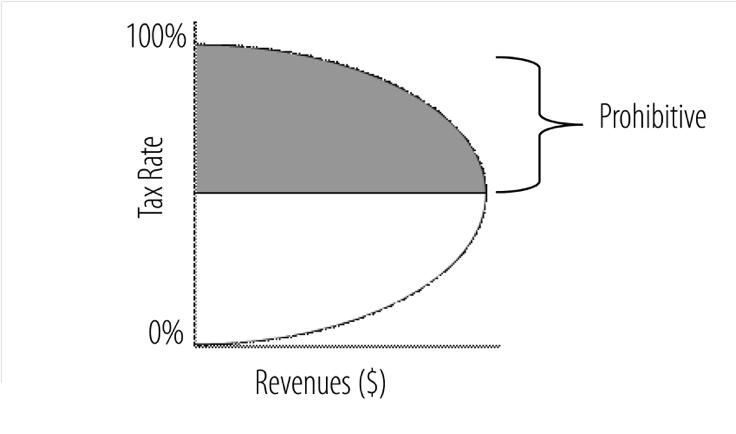 100%
Prohibitive
Tax Rate
0%
Revenues ($)